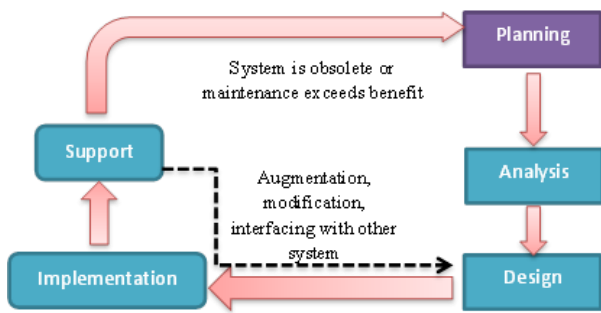 Planning
System is obsolete or
maintenance exceeds benefit
Support
Augmentation,
modification,
interfacing with other
system
Analysis
Implementation
Design